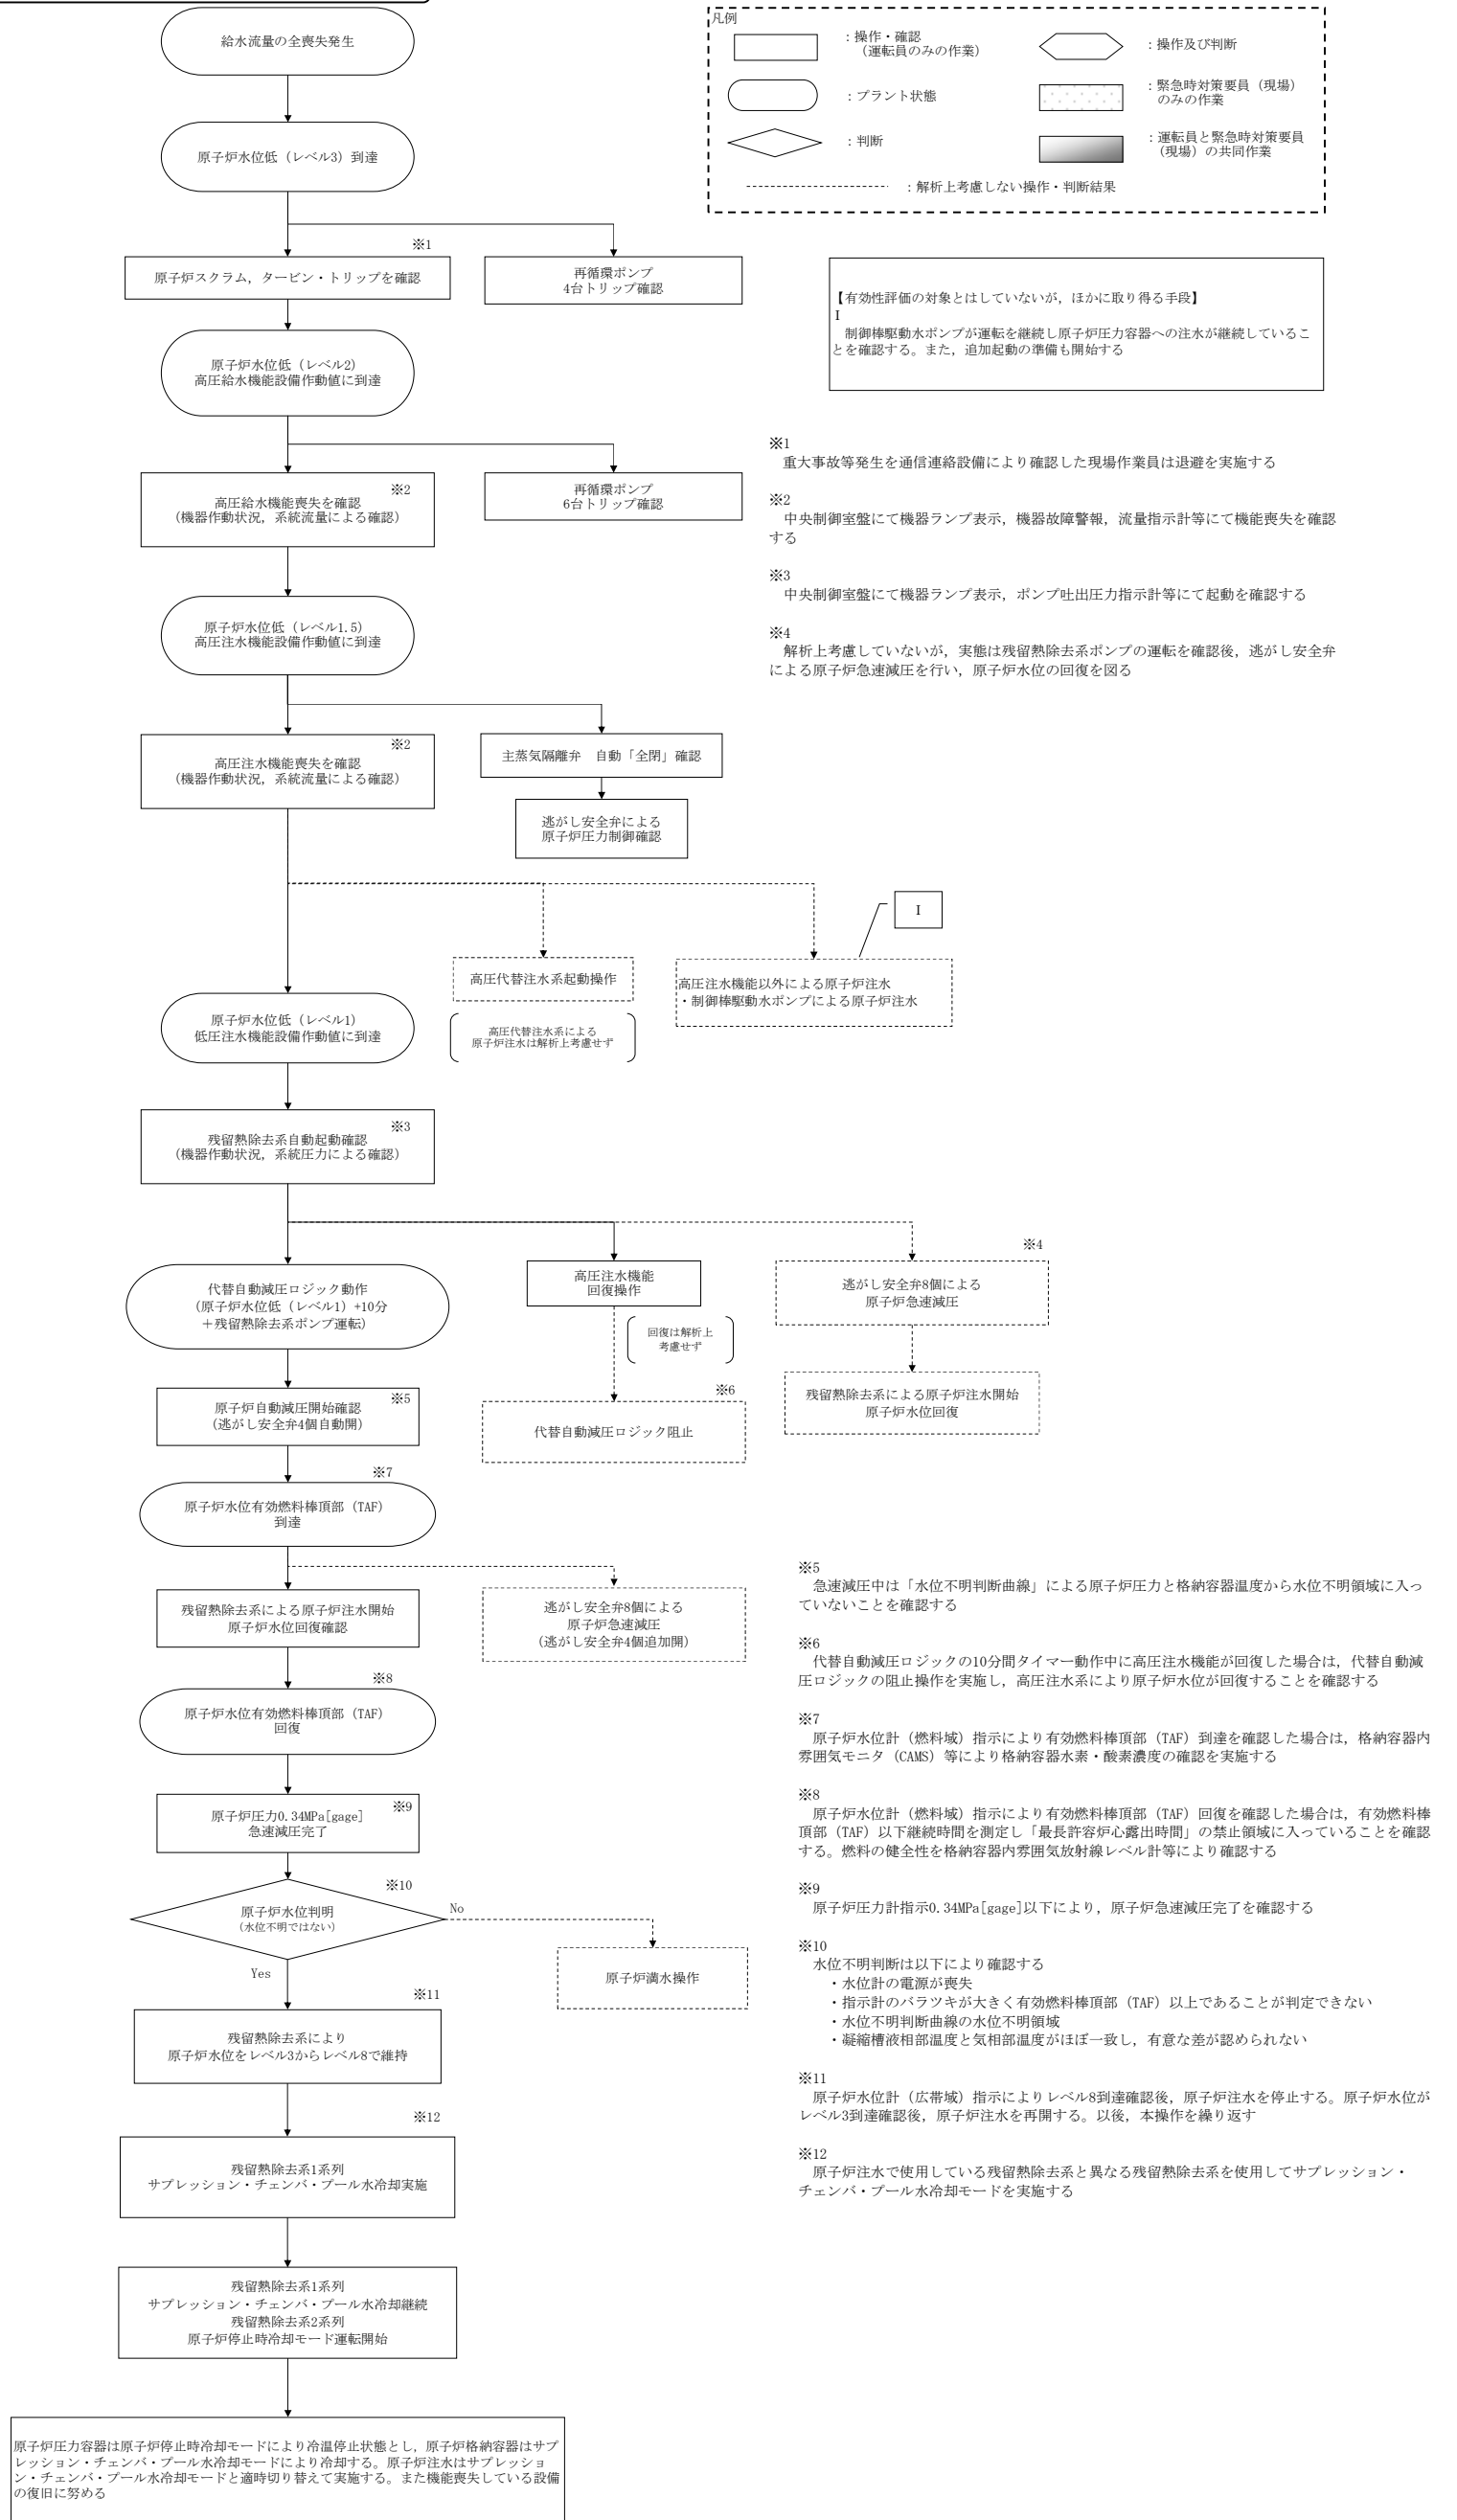 給水流量の全喪失発生
原子炉水位低（レベル3）到達
※1
原子炉スクラム，タービン・トリップを確認
再循環ポンプ
4台トリップ確認
原子炉水位低（レベル2）
高圧給水機能設備作動値に到達
※2
高圧給水機能喪失を確認
（機器作動状況，系統流量による確認）
再循環ポンプ
6台トリップ確認
原子炉水位低（レベル1.5）
高圧注水機能設備作動値に到達
※2
高圧注水機能喪失を確認
（機器作動状況，系統流量による確認）
主蒸気隔離弁　自動「全閉」確認
逃がし安全弁による
原子炉圧力制御確認
I
高圧代替注水系起動操作
高圧代替注水系による
原子炉注水は解析上考慮せず
高圧注水機能以外による原子炉注水
・制御棒駆動水ポンプによる原子炉注水
原子炉水位低（レベル1）
低圧注水機能設備作動値に到達
※3
残留熱除去系自動起動確認
（機器作動状況，系統圧力による確認）
代替自動減圧ロジック動作
（原子炉水位低（レベル1）+10分
＋残留熱除去系ポンプ運転）
高圧注水機能
回復操作
回復は解析上
考慮せず
※4
逃がし安全弁8個による
原子炉急速減圧
残留熱除去系による原子炉注水開始
原子炉水位回復
※6
代替自動減圧ロジック阻止
※5
原子炉自動減圧開始確認
（逃がし安全弁4個自動開）
※7
原子炉水位有効燃料棒頂部（TAF）
到達
残留熱除去系による原子炉注水開始
原子炉水位回復確認
逃がし安全弁8個による
原子炉急速減圧
（逃がし安全弁4個追加開）
※8
原子炉水位有効燃料棒頂部（TAF）
回復
※9
原子炉圧力0.34MPa[gage]
急速減圧完了
※10
原子炉水位判明
（水位不明ではない）
No
Yes
原子炉満水操作
※11
残留熱除去系により
原子炉水位をレベル3からレベル8で維持
※12
残留熱除去系1系列
サプレッション・チェンバ・プール水冷却実施
残留熱除去系1系列
サプレッション・チェンバ・プール水冷却継続
残留熱除去系2系列
原子炉停止時冷却モード運転開始
原子炉圧力容器は原子炉停止時冷却モードにより冷温停止状態とし，原子炉格納容器はサプ
レッション・チェンバ・プール水冷却モードにより冷却する。原子炉注水はサプレッショ
ン・チェンバ・プール水冷却モードと適時切り替えて実施する。また機能喪失している設備
の復旧に努める
凡例
：操作・確認
（運転員のみの作業）
：操作及び判断
：プラント状態
：緊急時対策要員（現場）
のみの作業
：判断
：運転員と緊急時対策要員
（現場）の共同作業
：解析上考慮しない操作・判断結果
【有効性評価の対象とはしていないが，ほかに取り得る手段】
I
制御棒駆動水ポンプが運転を継続し原子炉圧力容器への注水が継続しているこ
とを確認する。また，追加起動の準備も開始する
※1
重大事故等発生を通信連絡設備により確認した現場作業員は退避を実施する
※2
中央制御室盤にて機器ランプ表示，機器故障警報，流量指示計等にて機能喪失を確認
する
※3
中央制御室盤にて機器ランプ表示，ポンプ吐出圧力指示計等にて起動を確認する
※4
解析上考慮していないが，実態は残留熱除去系ポンプの運転を確認後，逃がし安全弁
による原子炉急速減圧を行い，原子炉水位の回復を図る
※5
急速減圧中は「水位不明判断曲線」による原子炉圧力と格納容器温度から水位不明領域に入っ
ていないことを確認する
※6
代替自動減圧ロジックの10分間タイマー動作中に高圧注水機能が回復した場合は，代替自動減
圧ロジックの阻止操作を実施し，高圧注水系により原子炉水位が回復することを確認する
※7
原子炉水位計（燃料域）指示により有効燃料棒頂部（TAF）到達を確認した場合は，格納容器内
雰囲気モニタ（CAMS）等により格納容器水素・酸素濃度の確認を実施する
※8
原子炉水位計（燃料域）指示により有効燃料棒頂部（TAF）回復を確認した場合は，有効燃料棒
頂部（TAF）以下継続時間を測定し「最長許容炉心露出時間」の禁止領域に入っていることを確認
する。燃料の健全性を格納容器内雰囲気放射線レベル計等により確認する
※9
原子炉圧力計指示0.34MPa[gage]以下により，原子炉急速減圧完了を確認する
※10
水位不明判断は以下により確認する
・水位計の電源が喪失
・指示計のバラツキが大きく有効燃料棒頂部（TAF）以上であることが判定できない
・水位不明判断曲線の水位不明領域
・凝縮槽液相部温度と気相部温度がほぼ一致し，有意な差が認められない
※11
原子炉水位計（広帯域）指示によりレベル8到達確認後，原子炉注水を停止する。原子炉水位が
レベル3到達確認後，原子炉注水を再開する。以後，本操作を繰り返す
※12
原子炉注水で使用している残留熱除去系と異なる残留熱除去系を使用してサプレッション・
チェンバ・プール水冷却モードを実施する